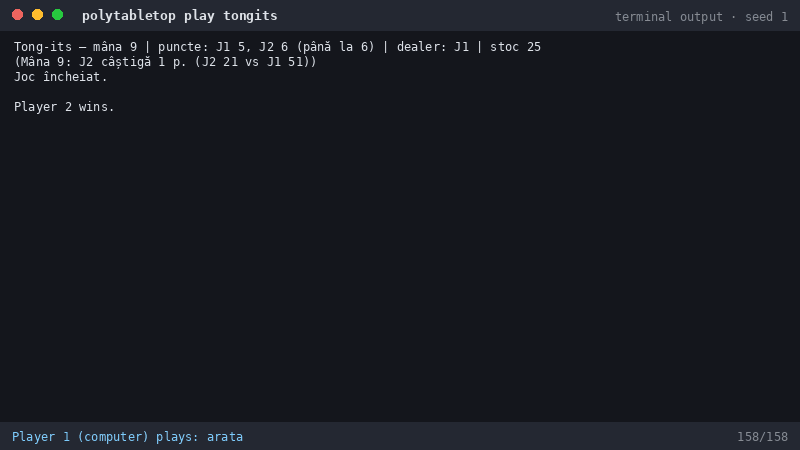 polytabletop play tongits
terminal output · seed 1
Tong-its — mâna 9 | puncte: J1 5, J2 6 (până la 6) | dealer: J1 | stoc 25
(Mâna 9: J2 câștigă 1 p. (J2 21 vs J1 51))
Joc încheiat.
Player 2 wins.
Player 1 (computer) plays: arata
158/158